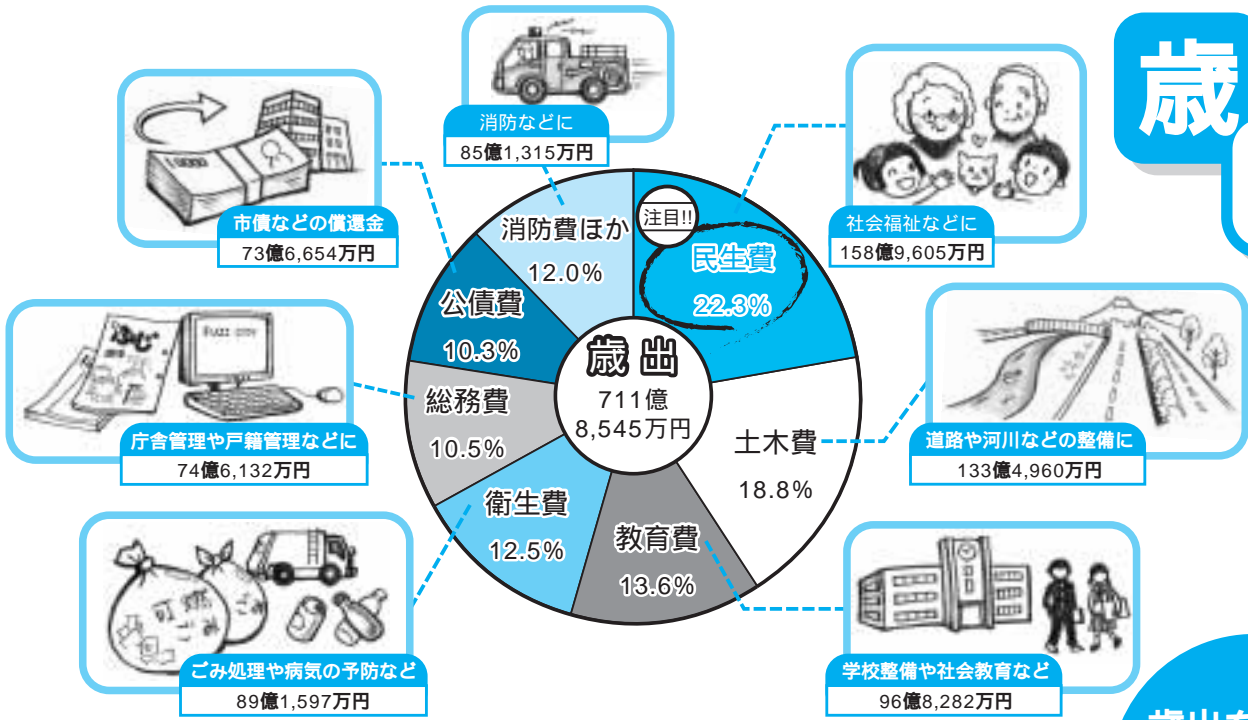 歳
消防などに
85億1,315万円
市債などの償還金
73億6,654万円
社会福祉などに
158億9,605万円
注目!!
民生費
22.3%
消防費ほか
12.0%
公債費
10.3%
歳出
711億
8,545万円
総務費
10.5%
土木費
18.8%
衛生費
12.5%
教育費
13.6%
庁舎管理や戸籍管理などに
74億6,132万円
道路や河川などの整備に
133億4,960万円
ごみ処理や病気の予防など
89億1,597万円
学校整備や社会教育など
96億8,282万円